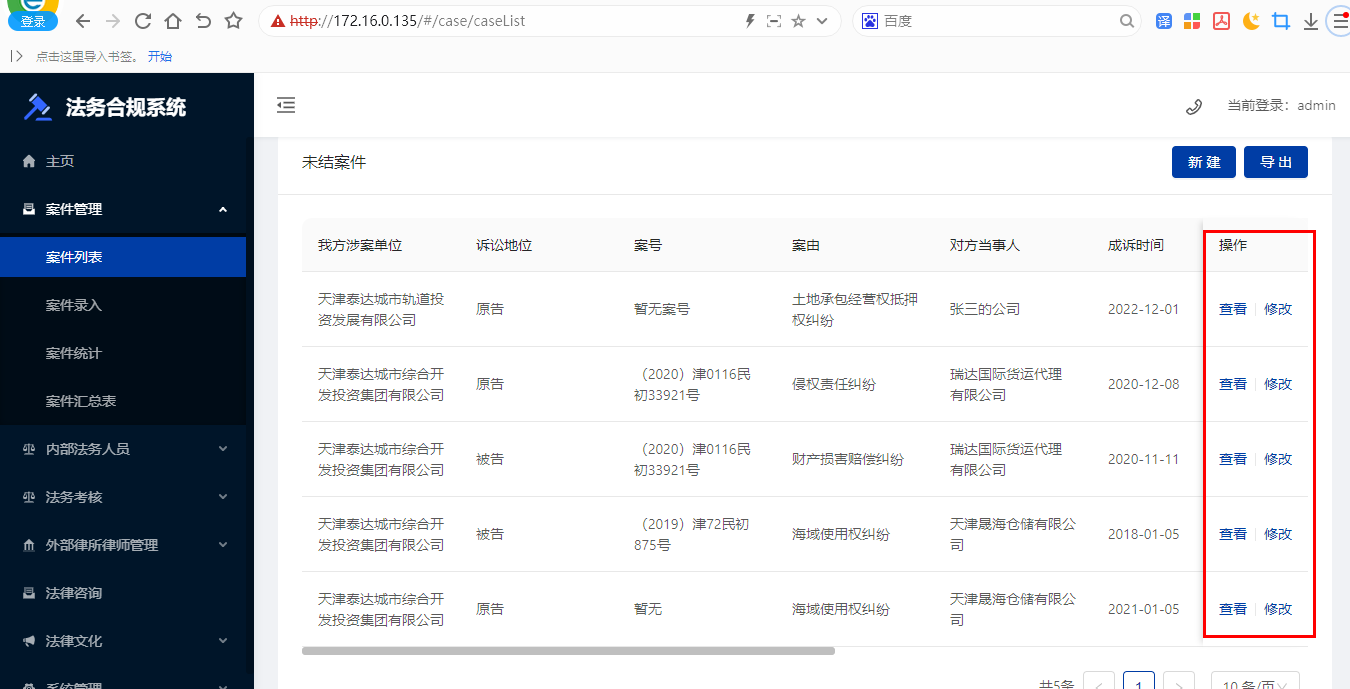 登录
http://172.16.0.135/#/case/caseList
百度
译
点击这里导入书签。 开始
法务合规系统
当前登录：admin
主页
案件管理
案件列表
案件录入
案件统计
案件汇总表
内部法务人员
法务考核
外部律所律师管理
法律咨询
法律文化
系统管理
未结案件
新 建
导 出
我方涉案单位 诉讼地位 案号 案由 对方当事人 成诉时间 操作
天津泰达城市轨道投资发展有限公司 原告 暂无案号 土地承包经营权抵押权纠纷 张三的公司 2022-12-01 查看 修改
天津泰达城市综合开发投资集团有限公司 原告 （2020）津0116民初33921号 侵权责任纠纷 瑞达国际货运代理有限公司 2020-12-08 查看 修改
天津泰达城市综合开发投资集团有限公司 被告 （2020）津0116民初33921号 财产损害赔偿纠纷 瑞达国际货运代理有限公司 2020-11-11 查看 修改
天津泰达城市综合开发投资集团有限公司 被告 （2019）津72民初875号 海域使用权纠纷 天津晟海仓储有限公司 2018-01-05 查看 修改
天津泰达城市综合开发投资集团有限公司 原告 暂无 海域使用权纠纷 天津晟海仓储有限公司 2021-01-05 查看 修改
共5条 1 10 条/页